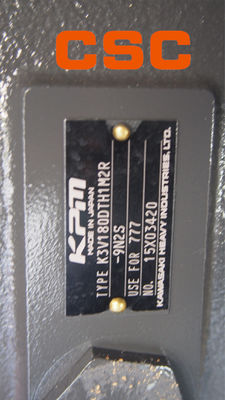 CSC
KPM
MADE IN JAPAN
TYPE K3V180DTH1M2R
-9N2S
USE FOR 777
NO. 15X03420
KAWASAKI HEAVY INDUSTRIES, LTD.